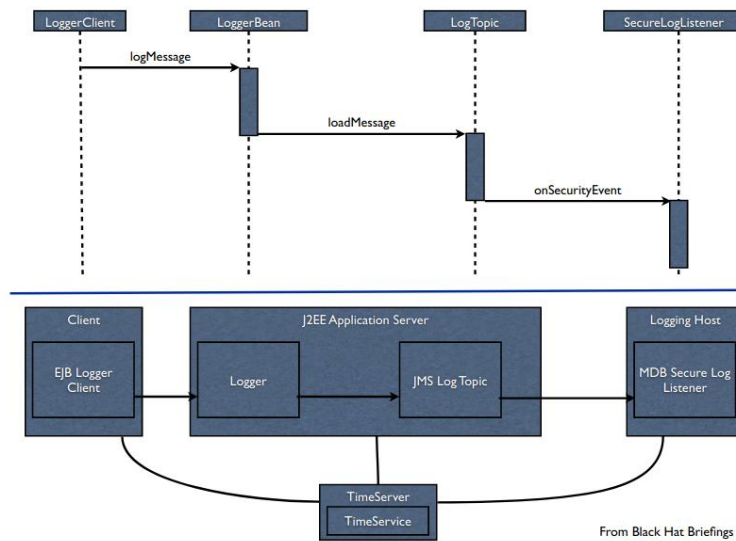 LoggerClient
LoggerBean
LogTopic
SecureLogListener
logMessage
loadMessage
onSecurityEvent
Client
J2EE Application Server
Logging Host
EJB Logger
Client
Logger
JMS Log Topic
MDB Secure Log
Listener
TimeServer
TimeService
From Black Hat Briefings